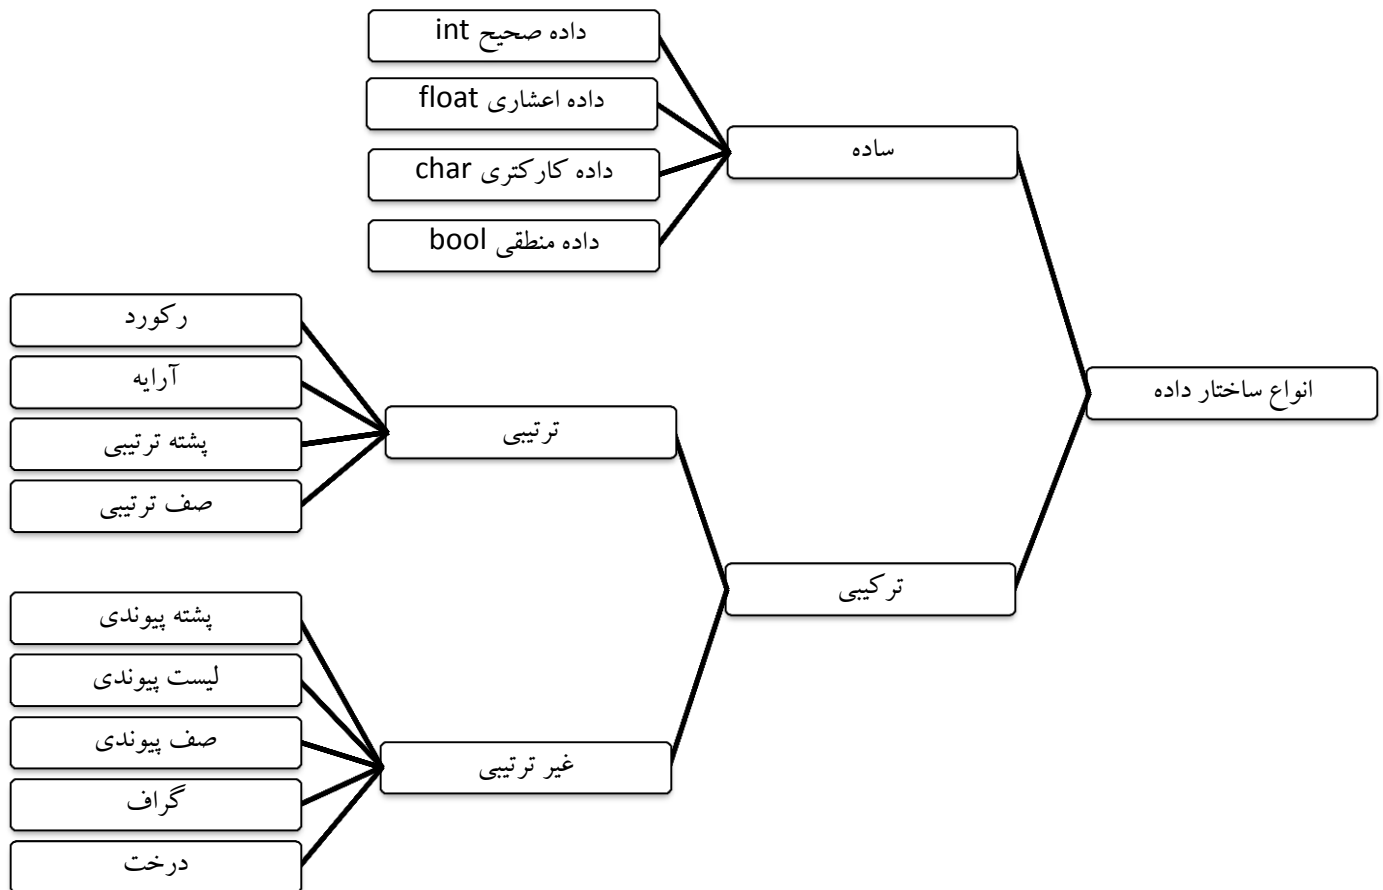 انواع ساختار داده
ساده
داده صحیح int
داده اعشاری float
داده کارکتری char
داده منطقی bool
ترکیبی
ترتیبی
رکورد
آرایه
پشته ترتیبی
صف ترتیبی
غیر ترتیبی
پشته پیوندی
لیست پیوندی
صف پیوندی
گراف
درخت